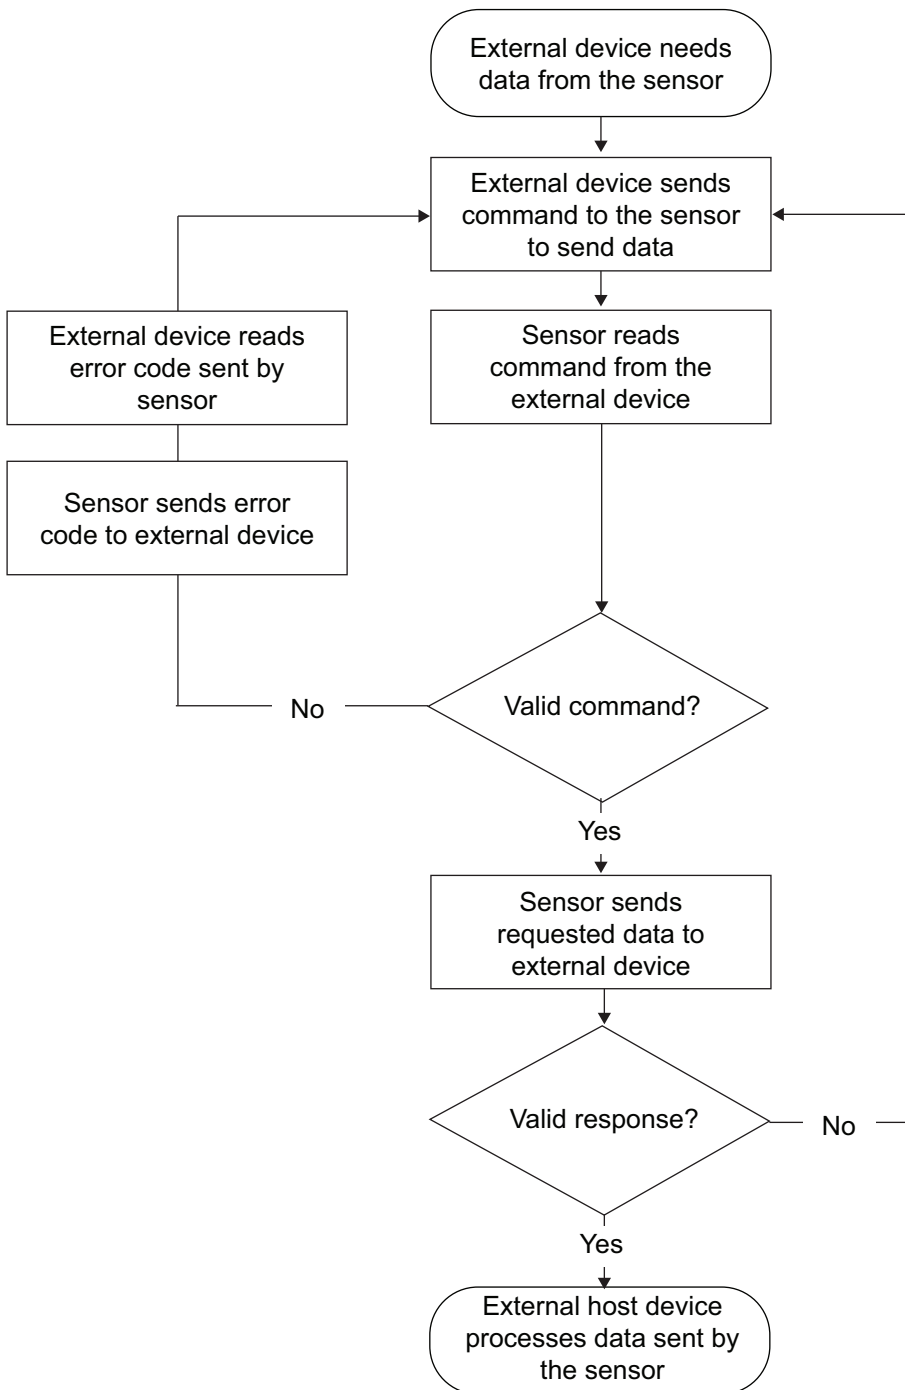 External device needs
data from the sensor
External device sends
command to the sensor
to send data
External device reads
error code sent by
sensor
Sensor reads
command from the
external device
Sensor sends error
code to external device
No
Valid command?
Yes
Sensor sends
requested data to
external device
Valid response?
No
Yes
External host device
processes data sent by
the sensor